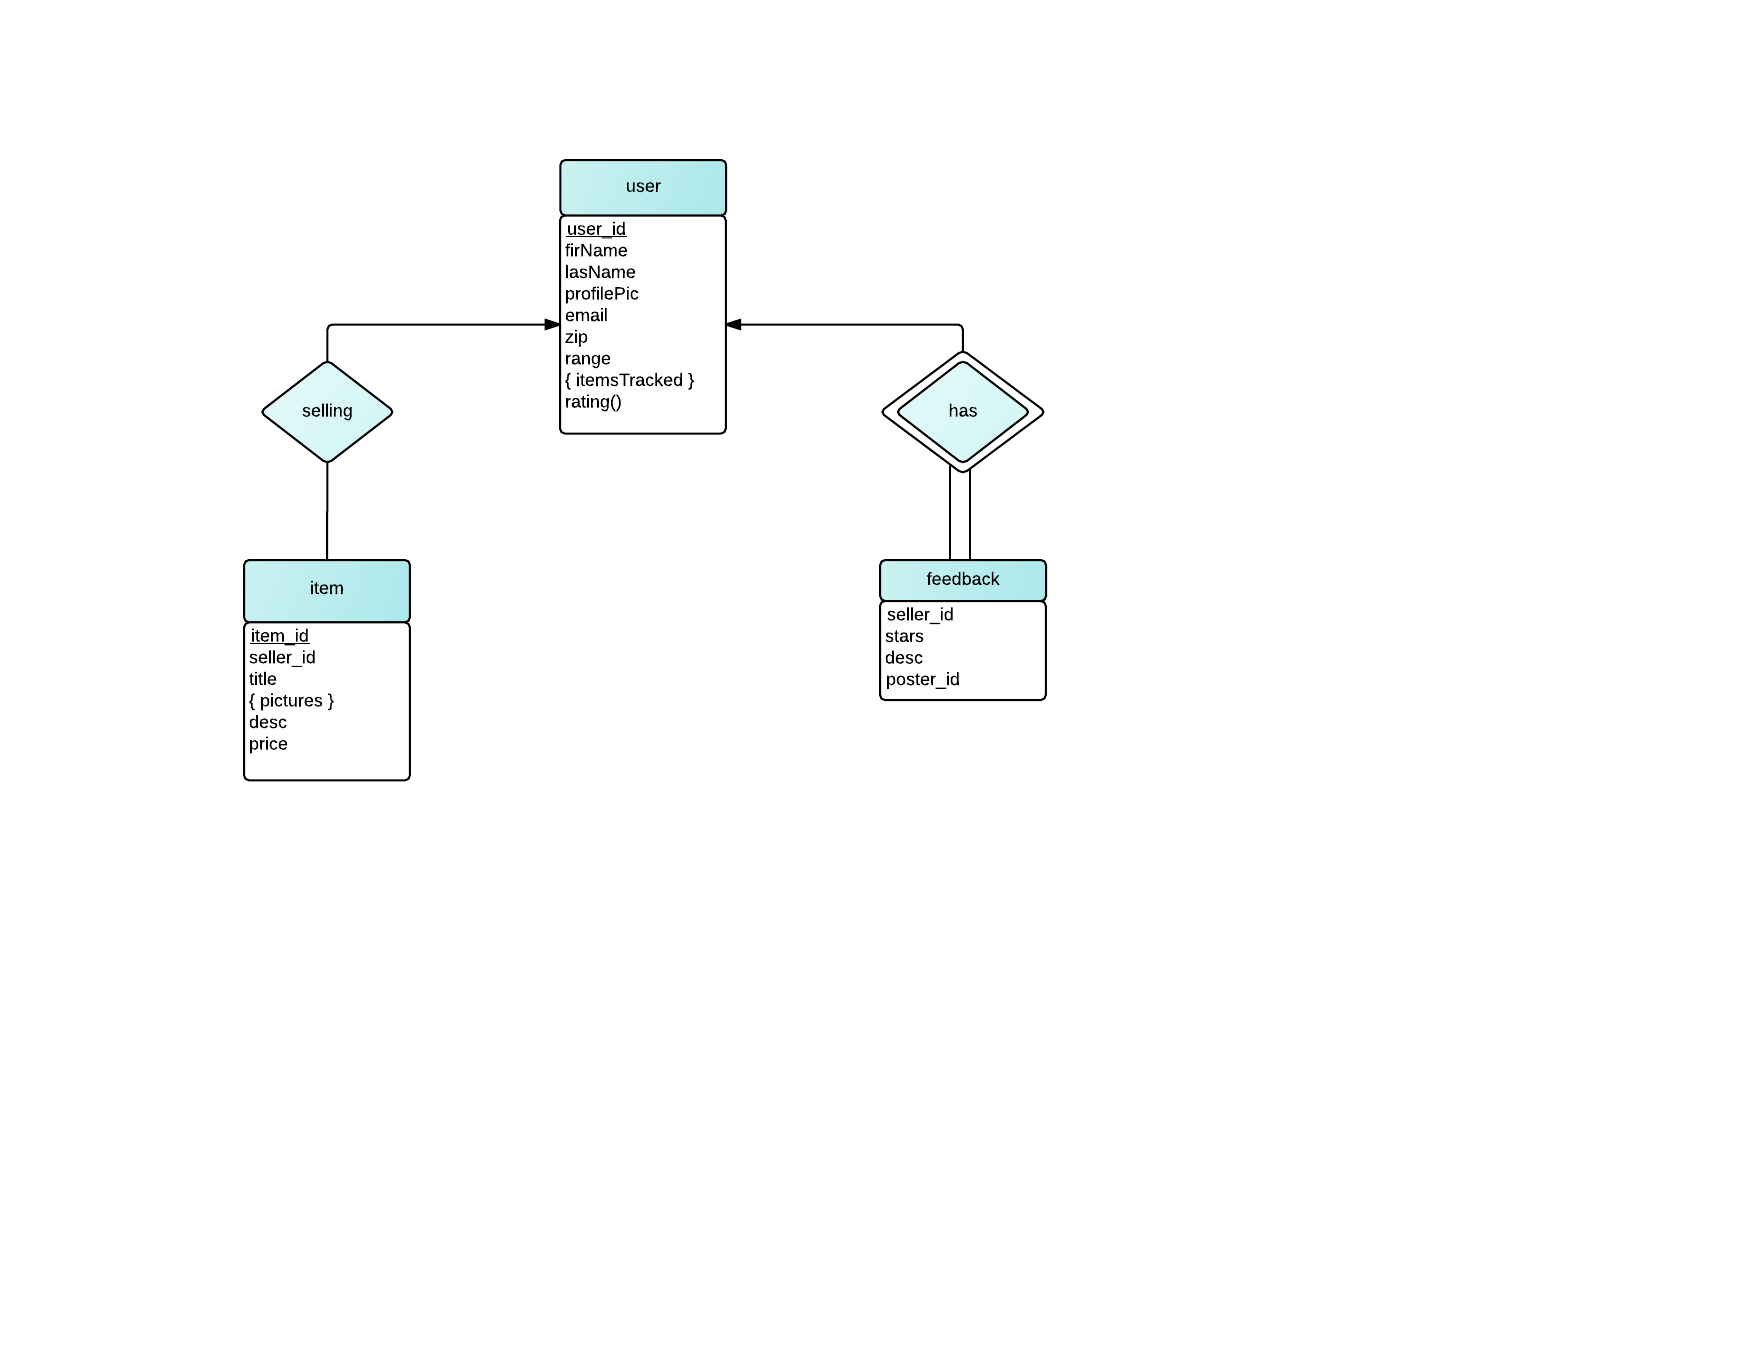 user
user_id
firName
lasName
profilePic
email
zip
range
{ itemsTracked }
rating()
selling
has
item
item_id
seller_id
title
{ pictures }
desc
price
feedback
seller_id
stars
desc
poster_id